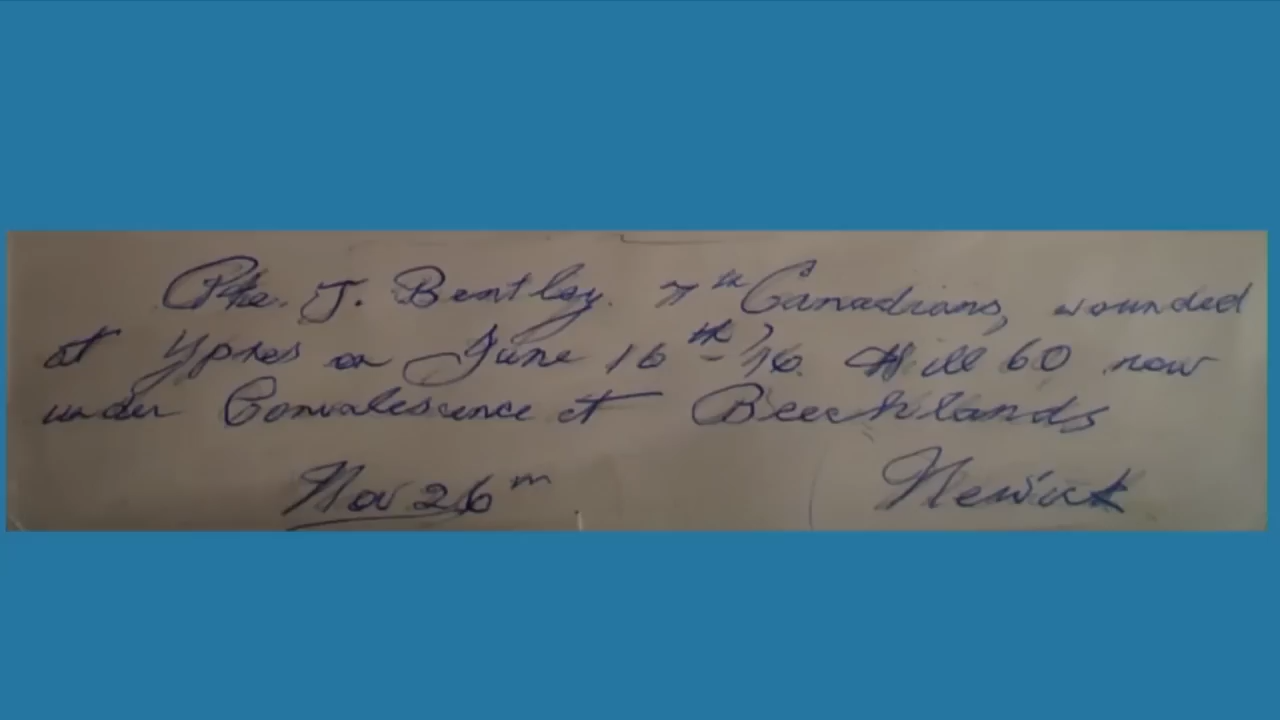 Pte. J. Bentley. 7th Canadians, wounded
at Ypres on June 16th '16. Hill 60 now
under Convalescence at Beechlands
Nov 26th Newick